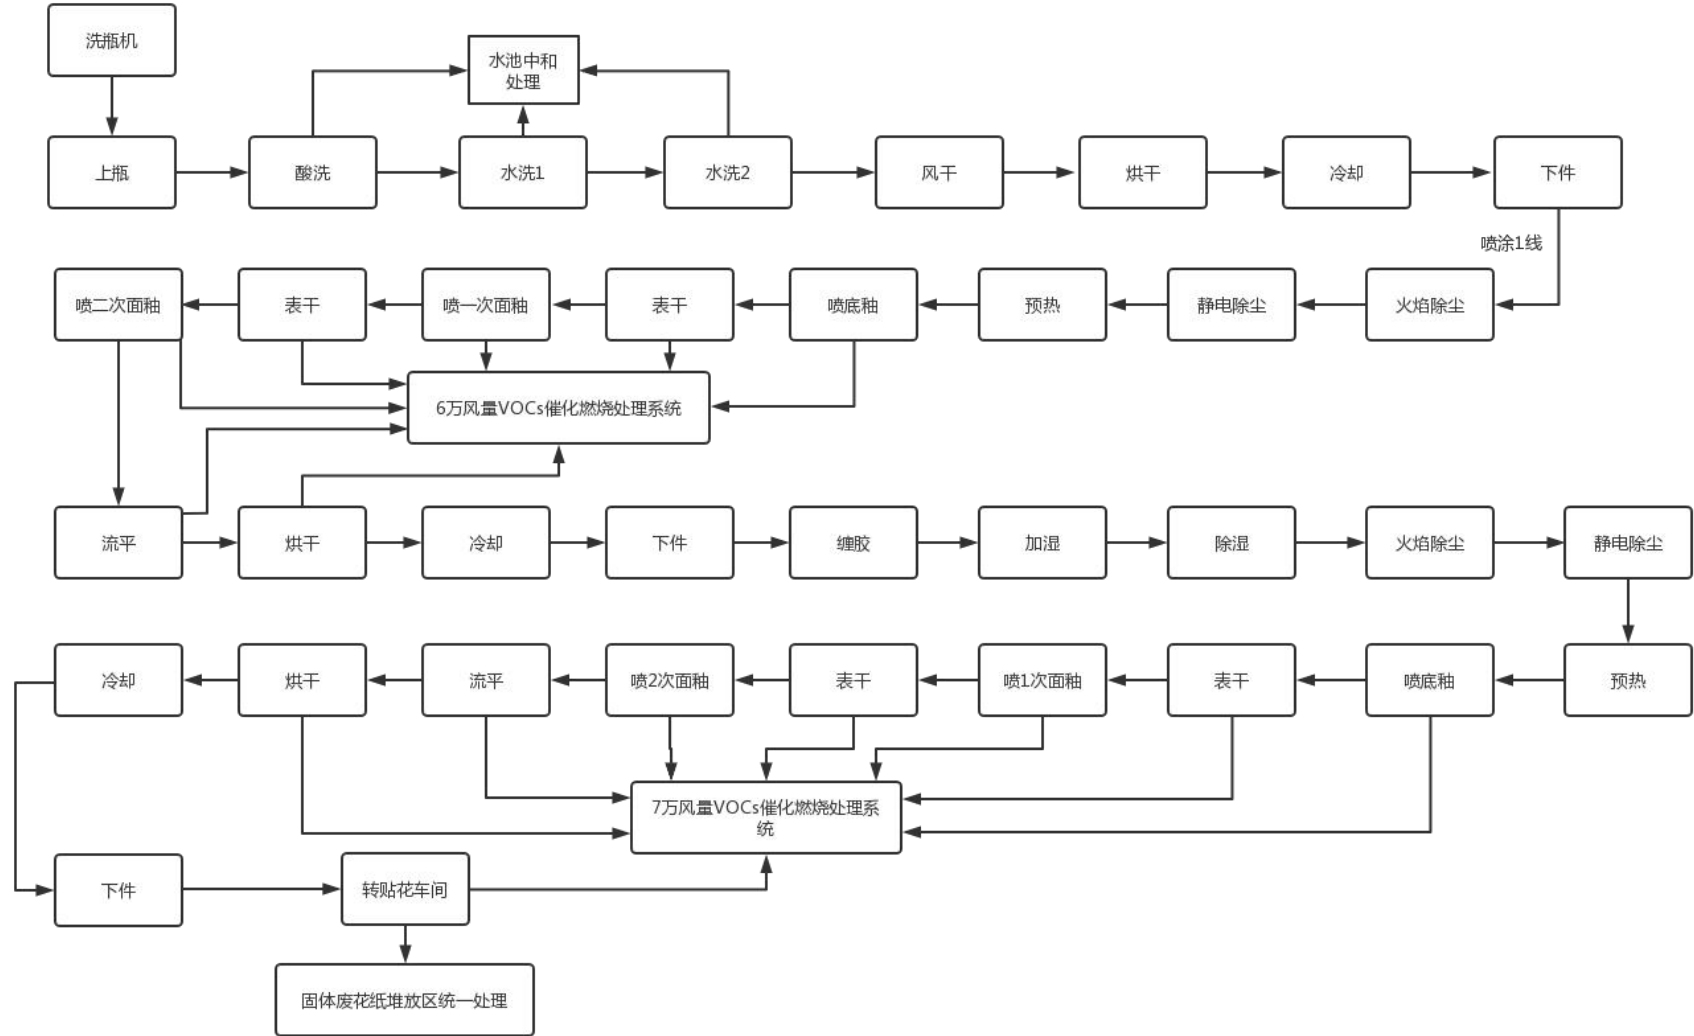 洗瓶机
水池中和
处理
上瓶
酸洗
水洗1
水洗2
风干
烘干
冷却
下件
喷涂1线
喷二次面釉
表干
喷一次面釉
表干
喷底釉
预热
静电除尘
火焰除尘
6万风量VOCs催化燃烧处理系统
流平
烘干
冷却
下件
缠胶
加湿
除湿
火焰除尘
静电除尘
冷却
烘干
流平
喷2次面釉
表干
喷1次面釉
表干
喷底釉
预热
7万风量VOCs催化燃烧处理系
统
下件
转贴花车间
固体废花纸堆放区统一处理